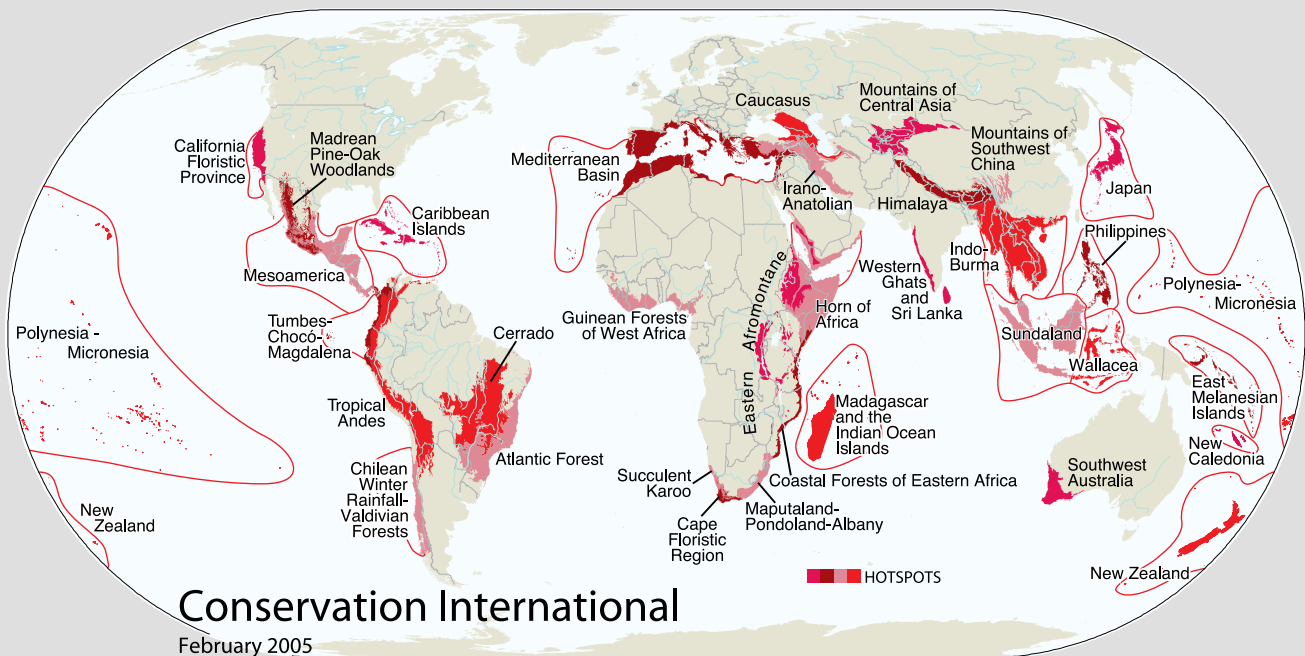 Caucasus
Mountains of
Central Asia
California
Floristic
Province
Madrean
Pine-Oak
Woodlands
Mediterranean
Basin
Mountains of
Southwest
China
Irano-
Anatolian
Himalaya
Japan
Caribbean
Islands
Philippines
Mesoamerica
Indo-
Burma
Western
Ghats
and
Sri Lanka
Polynesia-
Micronesia
Guinean Forests
of West Africa
Eastern Afromontane
Horn of
Africa
Polynesia -
Micronesia
Tumbes-
Chocó-
Magdalena
Cerrado
Sundaland
Wallacea
Tropical
Andes
Madagascar
and the
Indian Ocean
Islands
East
Melanesian
Islands
New
Caledonia
Atlantic Forest
Chilean
Winter
Rainfall-
Valdivian
Forests
Succulent
Karoo
Coastal Forests of Eastern Africa
Southwest
Australia
Maputaland-
Pondoland-Albany
Cape
Floristic
Region
New
Zealand
New Zealand
HOTSPOTS
Conservation International
February 2005